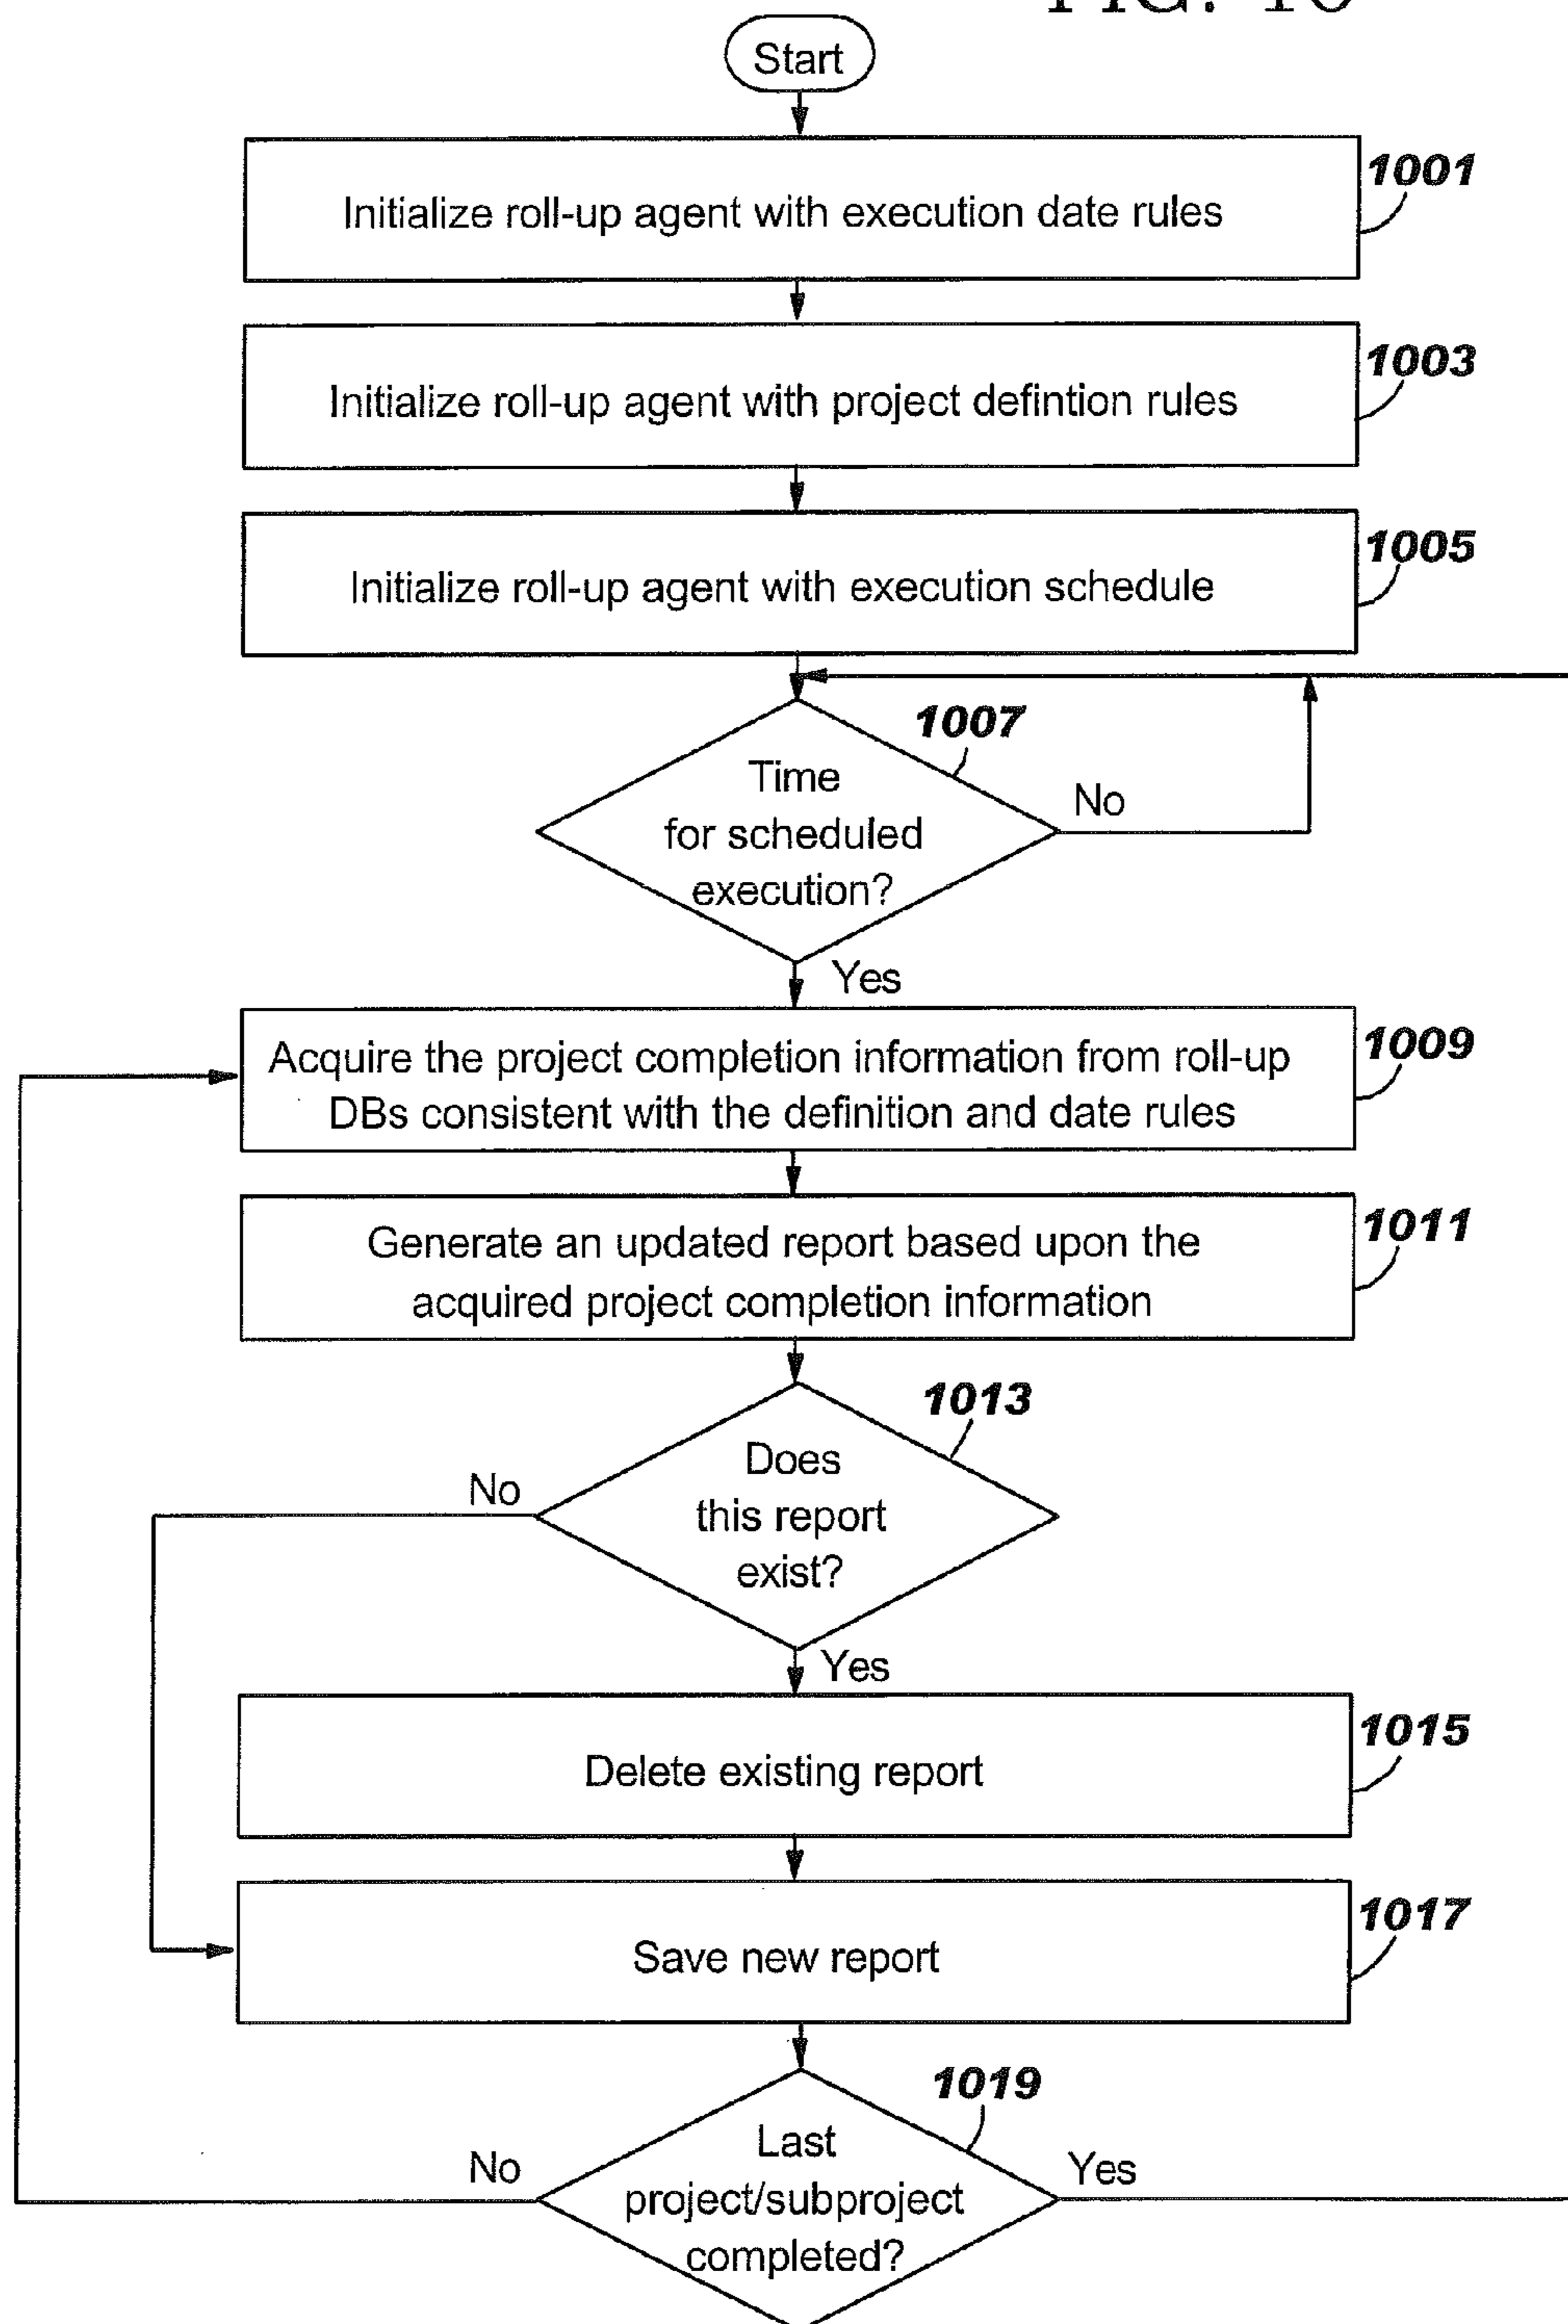 FIG. 10
Start
Initialize roll-up agent with execution date rules
1001
Initialize roll-up agent with project defintion rules
1003
Initialize roll-up agent with execution schedule
1005
1007
Time
for scheduled
execution?
No
Yes
Acquire the project completion information from roll-up
DBs consistent with the definition and date rules
1009
Generate an updated report based upon the
acquired project completion information
1011
1013
Does
this report
exist?
No
Yes
Delete existing report
1015
Save new report
1017
1019
Last
project/subproject
completed?
No
Yes